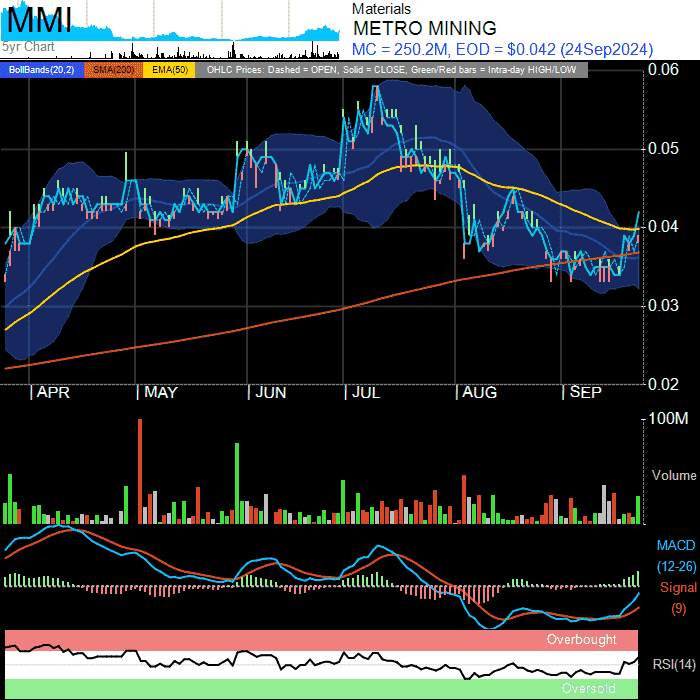 MMI
5yr Chart
Materials
METRO MINING
MC = 250.2M, EOD = $0.042 (24Sep2024)
BollBands(20,2) SMA(200) EMA(50) OHLC Prices: Dashed = OPEN, Solid = CLOSE, Green/Red bars = Intra-day HIGH/LOW
0.06
0.05
0.04
0.03
0.02
APR MAY JUN JUL AUG SEP
100M
Volume
MACD
(12-26)
Signal
(9)
Overbought
RSI(14)
Oversold